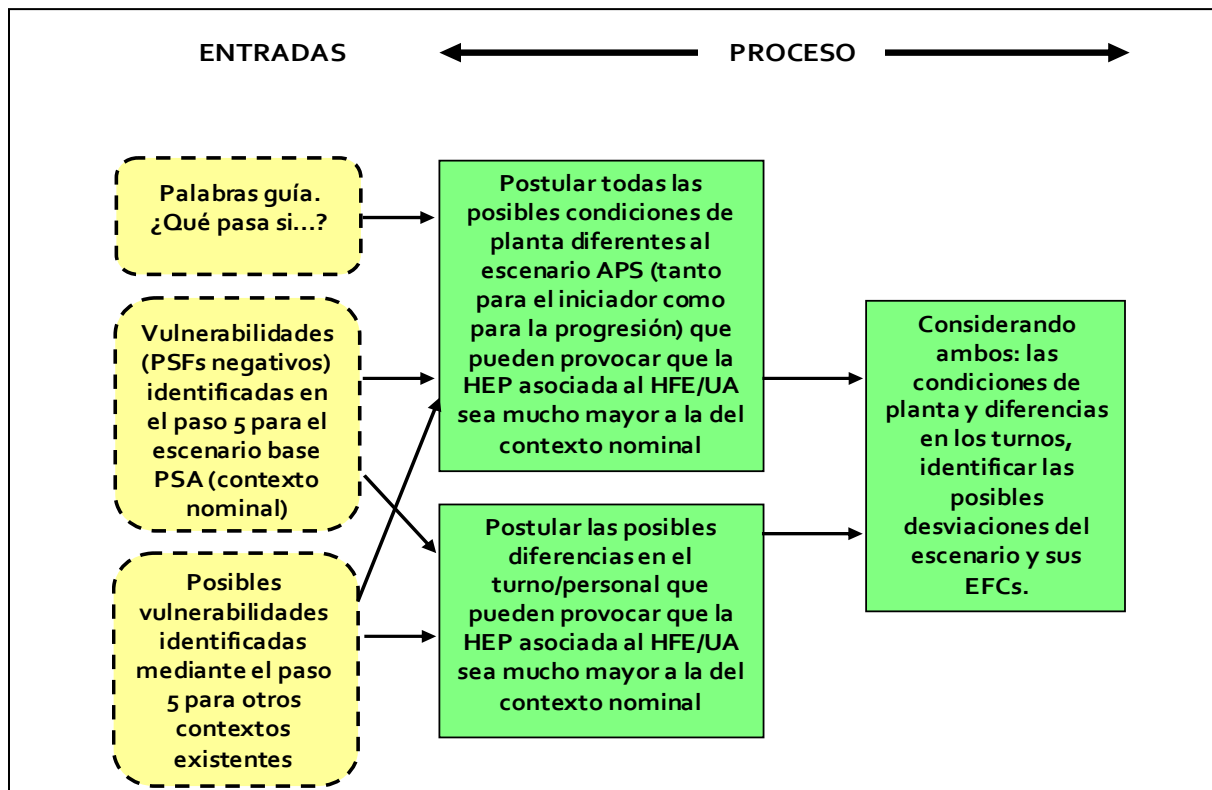 ENTRADAS
PROCESO
Palabras guía.
¿Qué pasa si…?
Vulnerabilidades
(PSFs negativos)
identificadas en
el paso 5 para el
escenario base
PSA (contexto
nominal)
Posibles
vulnerabilidades
identificadas
mediante el paso
5 para otros
contextos
existentes
Postular todas las
posibles condiciones de
planta diferentes al
escenario APS (tanto
para el iniciador como
para la progresión) que
pueden provocar que la
HEP asociada al HFE/UA
sea mucho mayor a la del
contexto nominal
Postular las posibles
diferencias en el
turno/personal que
pueden provocar que la
HEP asociada al HFE/UA
sea mucho mayor a la del
contexto nominal
Considerando
ambos: las
condiciones de
planta y diferencias
en los turnos,
identificar las
posibles
desviaciones del
escenario y sus
EFCs.